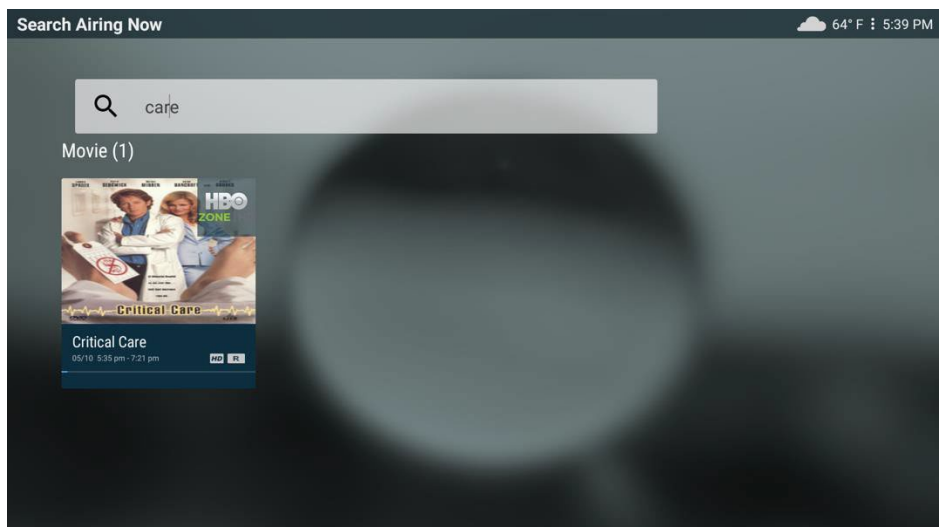 Search Airing Now
64° F 5:39 PM
care
Movie (1)
HBO
ZONE
Critical Care
Critical Care
05/10 5:35 pm - 7:21 pm HD R